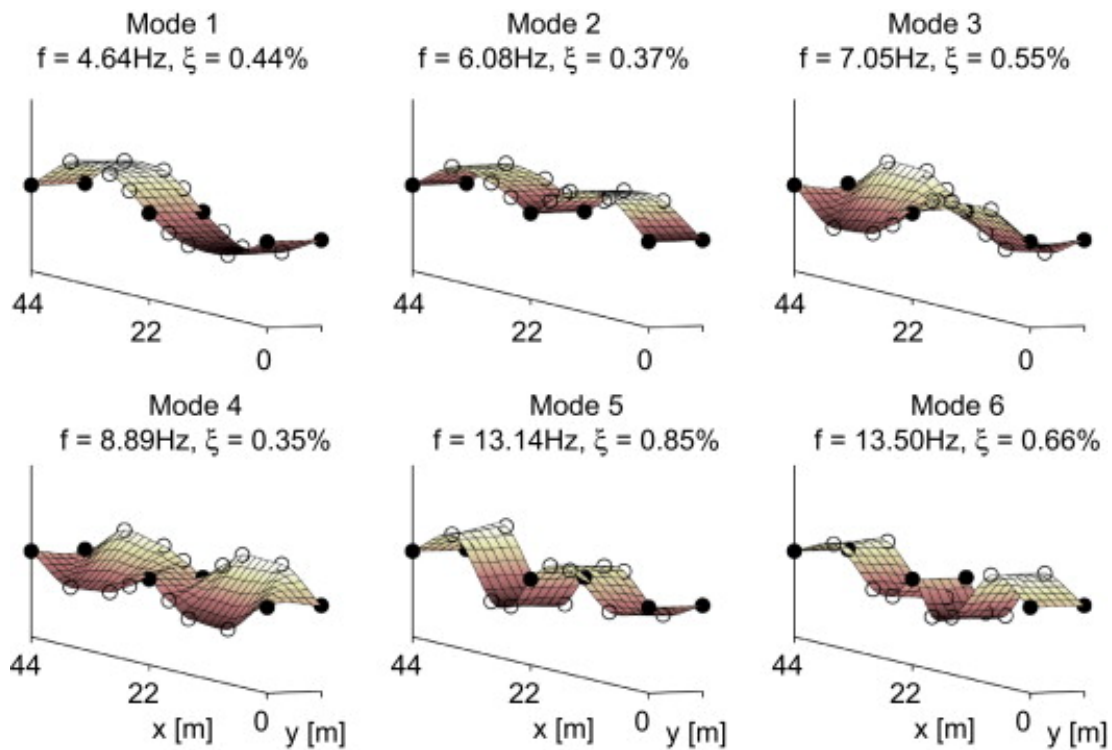 Mode 1
f = 4.64Hz, ξ = 0.44%
Mode 2
f = 6.08Hz, ξ = 0.37%
Mode 3
f = 7.05Hz, ξ = 0.55%
44
22
0
44
22
0
44
22
0
Mode 4
f = 8.89Hz, ξ = 0.35%
Mode 5
f = 13.14Hz, ξ = 0.85%
Mode 6
f = 13.50Hz, ξ = 0.66%
44
22
0
x [m]
y [m]
44
22
0
x [m]
y [m]
44
22
0
x [m]
y [m]